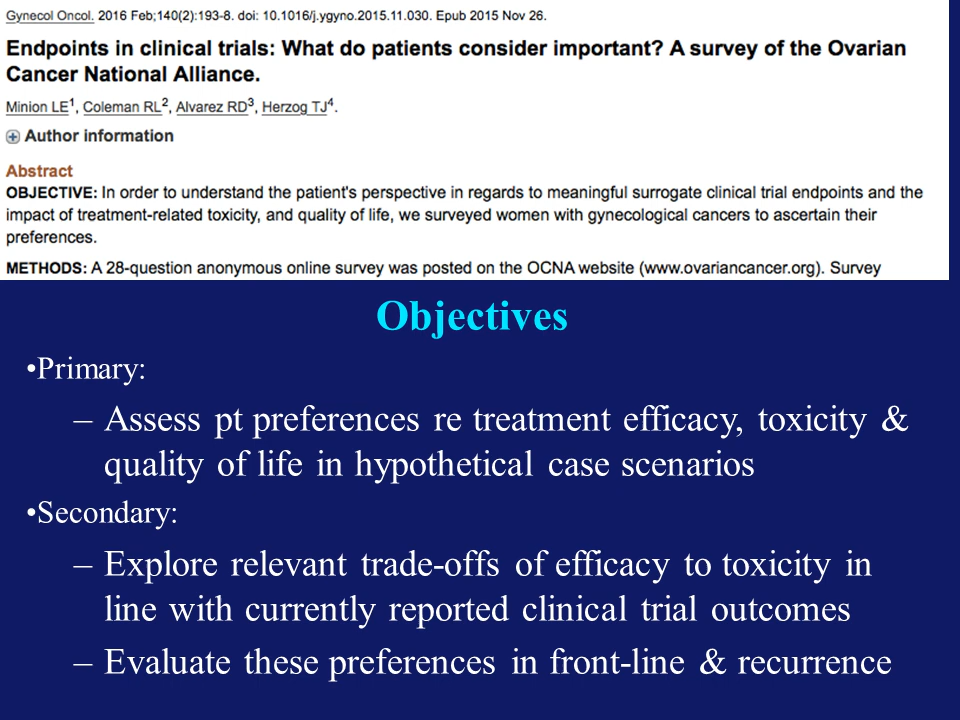 Gynecol Oncol. 2016 Feb;140(2):193-8. doi: 10.1016/j.ygyno.2015.11.030. Epub 2015 Nov 26.
Endpoints in clinical trials: What do patients consider important? A survey of the Ovarian
Cancer National Alliance.
Minion LE1, Coleman RL2, Alvarez RD3, Herzog TJ4.
Author information
Abstract
OBJECTIVE: In order to understand the patient's perspective in regards to meaningful surrogate clinical trial endpoints and the
impact of treatment-related toxicity, and quality of life, we surveyed women with gynecological cancers to ascertain their
preferences.
METHODS: A 28-question anonymous online survey was posted on the OCNA website (www.ovariancancer.org). Survey
Objectives
•Primary:
– Assess pt preferences re treatment efficacy, toxicity &
quality of life in hypothetical case scenarios
•Secondary:
– Explore relevant trade-offs of efficacy to toxicity in
line with currently reported clinical trial outcomes
– Evaluate these preferences in front-line & recurrence